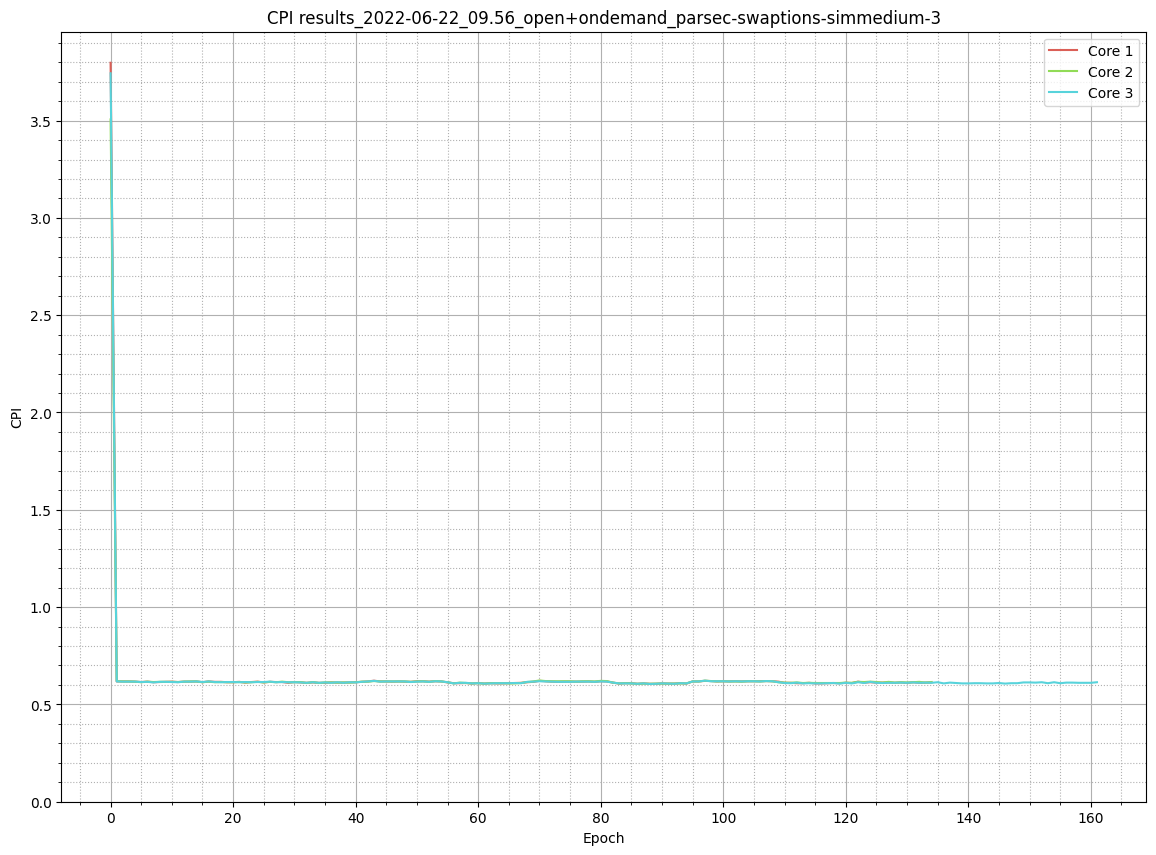 CPI results_2022-06-22_09.56_open+ondemand_parsec-swaptions-simmedium-3
Core 1
Core 2
Core 3
3.5
3.0
2.5
2.0
1.5
1.0
0.5
0.0
CPI
0 20 40 60 80 100 120 140 160
Epoch